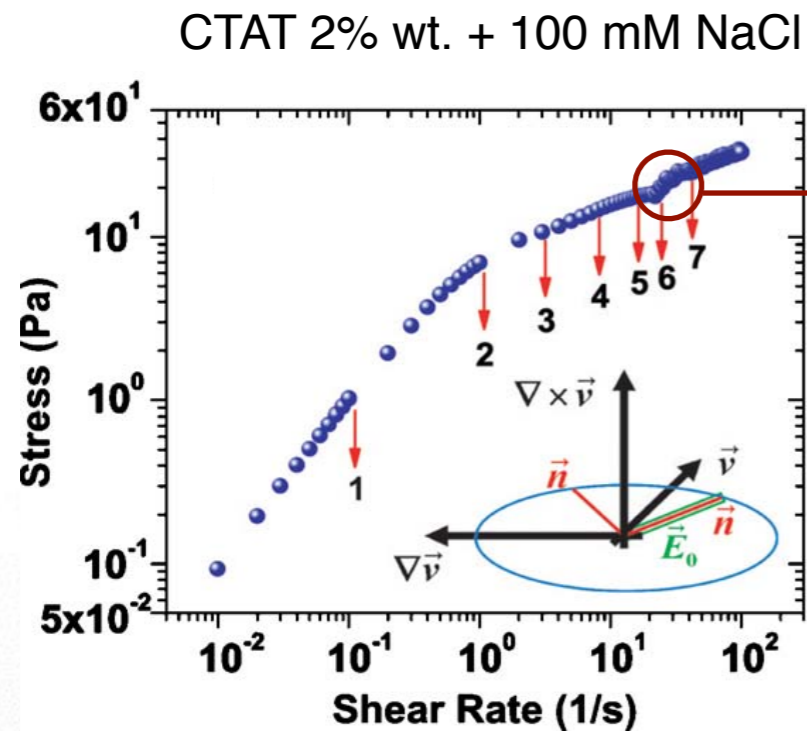 CTAT 2% wt. + 100 mM NaCl
6x10¹
10¹
10⁰
10⁻¹
5x10⁻²
Stress (Pa)
1
2
3
4
5
6
7
∇ × v⃗
v⃗
n⃗
n⃗
E⃗₀
∇v⃗
10⁻² 10⁻¹ 10⁰ 10¹ 10²
Shear Rate (1/s)